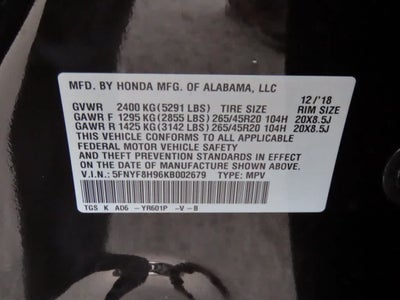 MFD. BY HONDA MFG. OF ALABAMA, LLC
12/'18
GVWR 2400 KG(5291 LBS) TIRE SIZE RIM SIZE
GAWR F 1295 KG(2855 LBS) 265/45R20 104H 20X8.5J
GAWR R 1425 KG(3142 LBS) 265/45R20 104H 20X8.5J
THIS VEHICLE CONFORMS TO ALL APPLICABLE
FEDERAL MOTOR VEHICLE SAFETY AND THEFT
PREVENTION STANDARDS IN EFFECT ON THE
DATE OF MANUFACTURE SHOWN ABOVE.
V.I.N.: 5FNYF8H96KB002679 TYPE: MPV
TGS K AD6 -YR601P -V-B